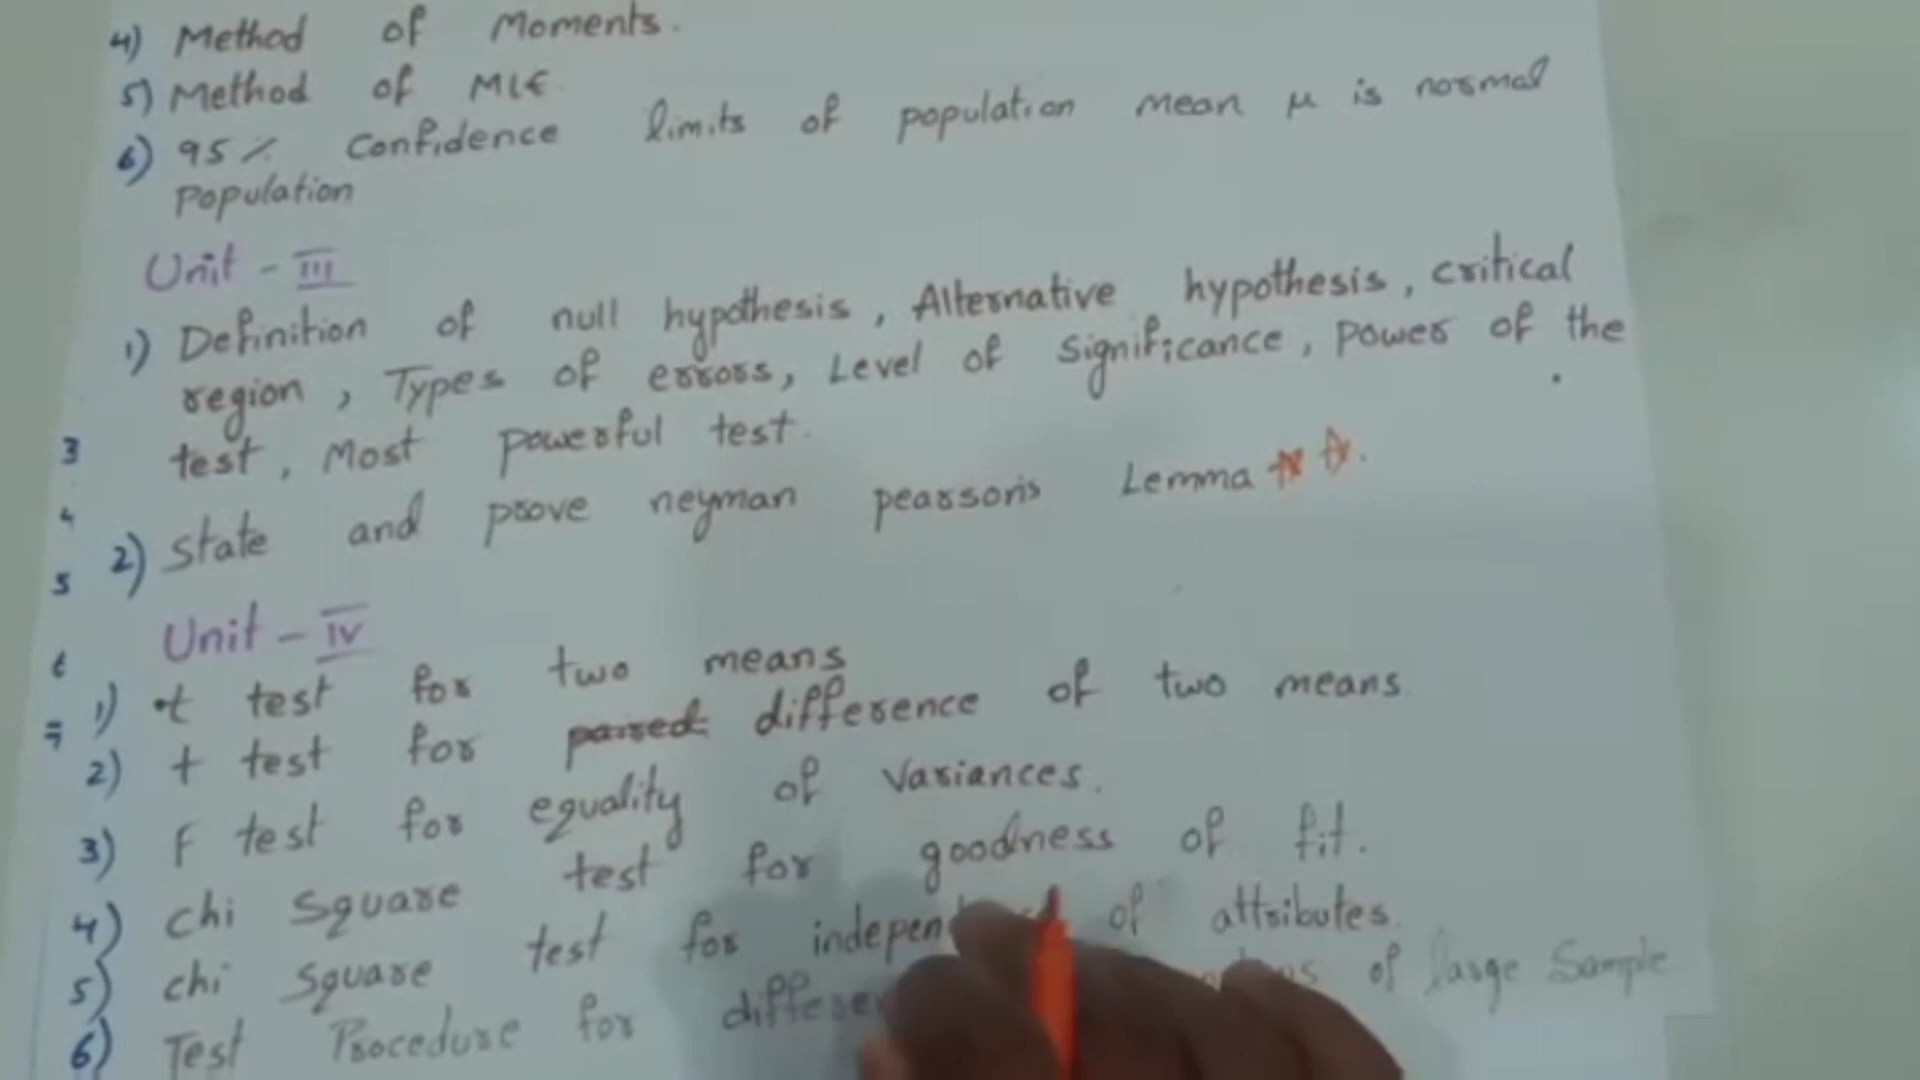 4) Method of Moments.
5) Method of MLE
6) 95% Confidence limits of population mean μ is normal
Population
Unit - III
1) Definition of null hypothesis, Alternative hypothesis, critical
region, Types of errors, Level of significance, power of the
test, Most powerful test.
2) State and prove neyman pearson's Lemma
Unit - IV
1) t test for two means
2) t test for paired difference of two means.
3) F test for equality of variances.
4) chi square test for goodness of fit.
5) chi square test for indepen of attributes.
6) Test Procedure for differe of large Sample
3
4
5
6
7